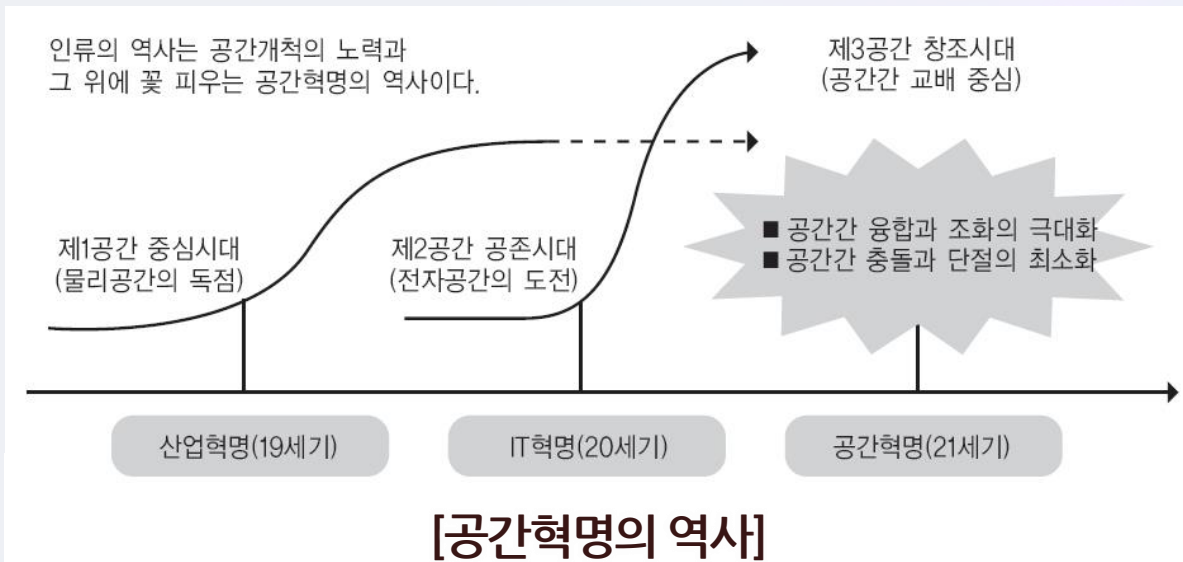 인류의 역사는 공간개척의 노력과
그 위에 꽃 피우는 공간혁명의 역사이다.
제3공간 창조시대
(공간간 교배 중심)
제1공간 중심시대
(물리공간의 독점)
제2공간 공존시대
(전자공간의 도전)
■ 공간간 융합과 조화의 극대화
■ 공간간 충돌과 단절의 최소화
산업혁명(19세기)
IT혁명(20세기)
공간혁명(21세기)
[공간혁명의 역사]